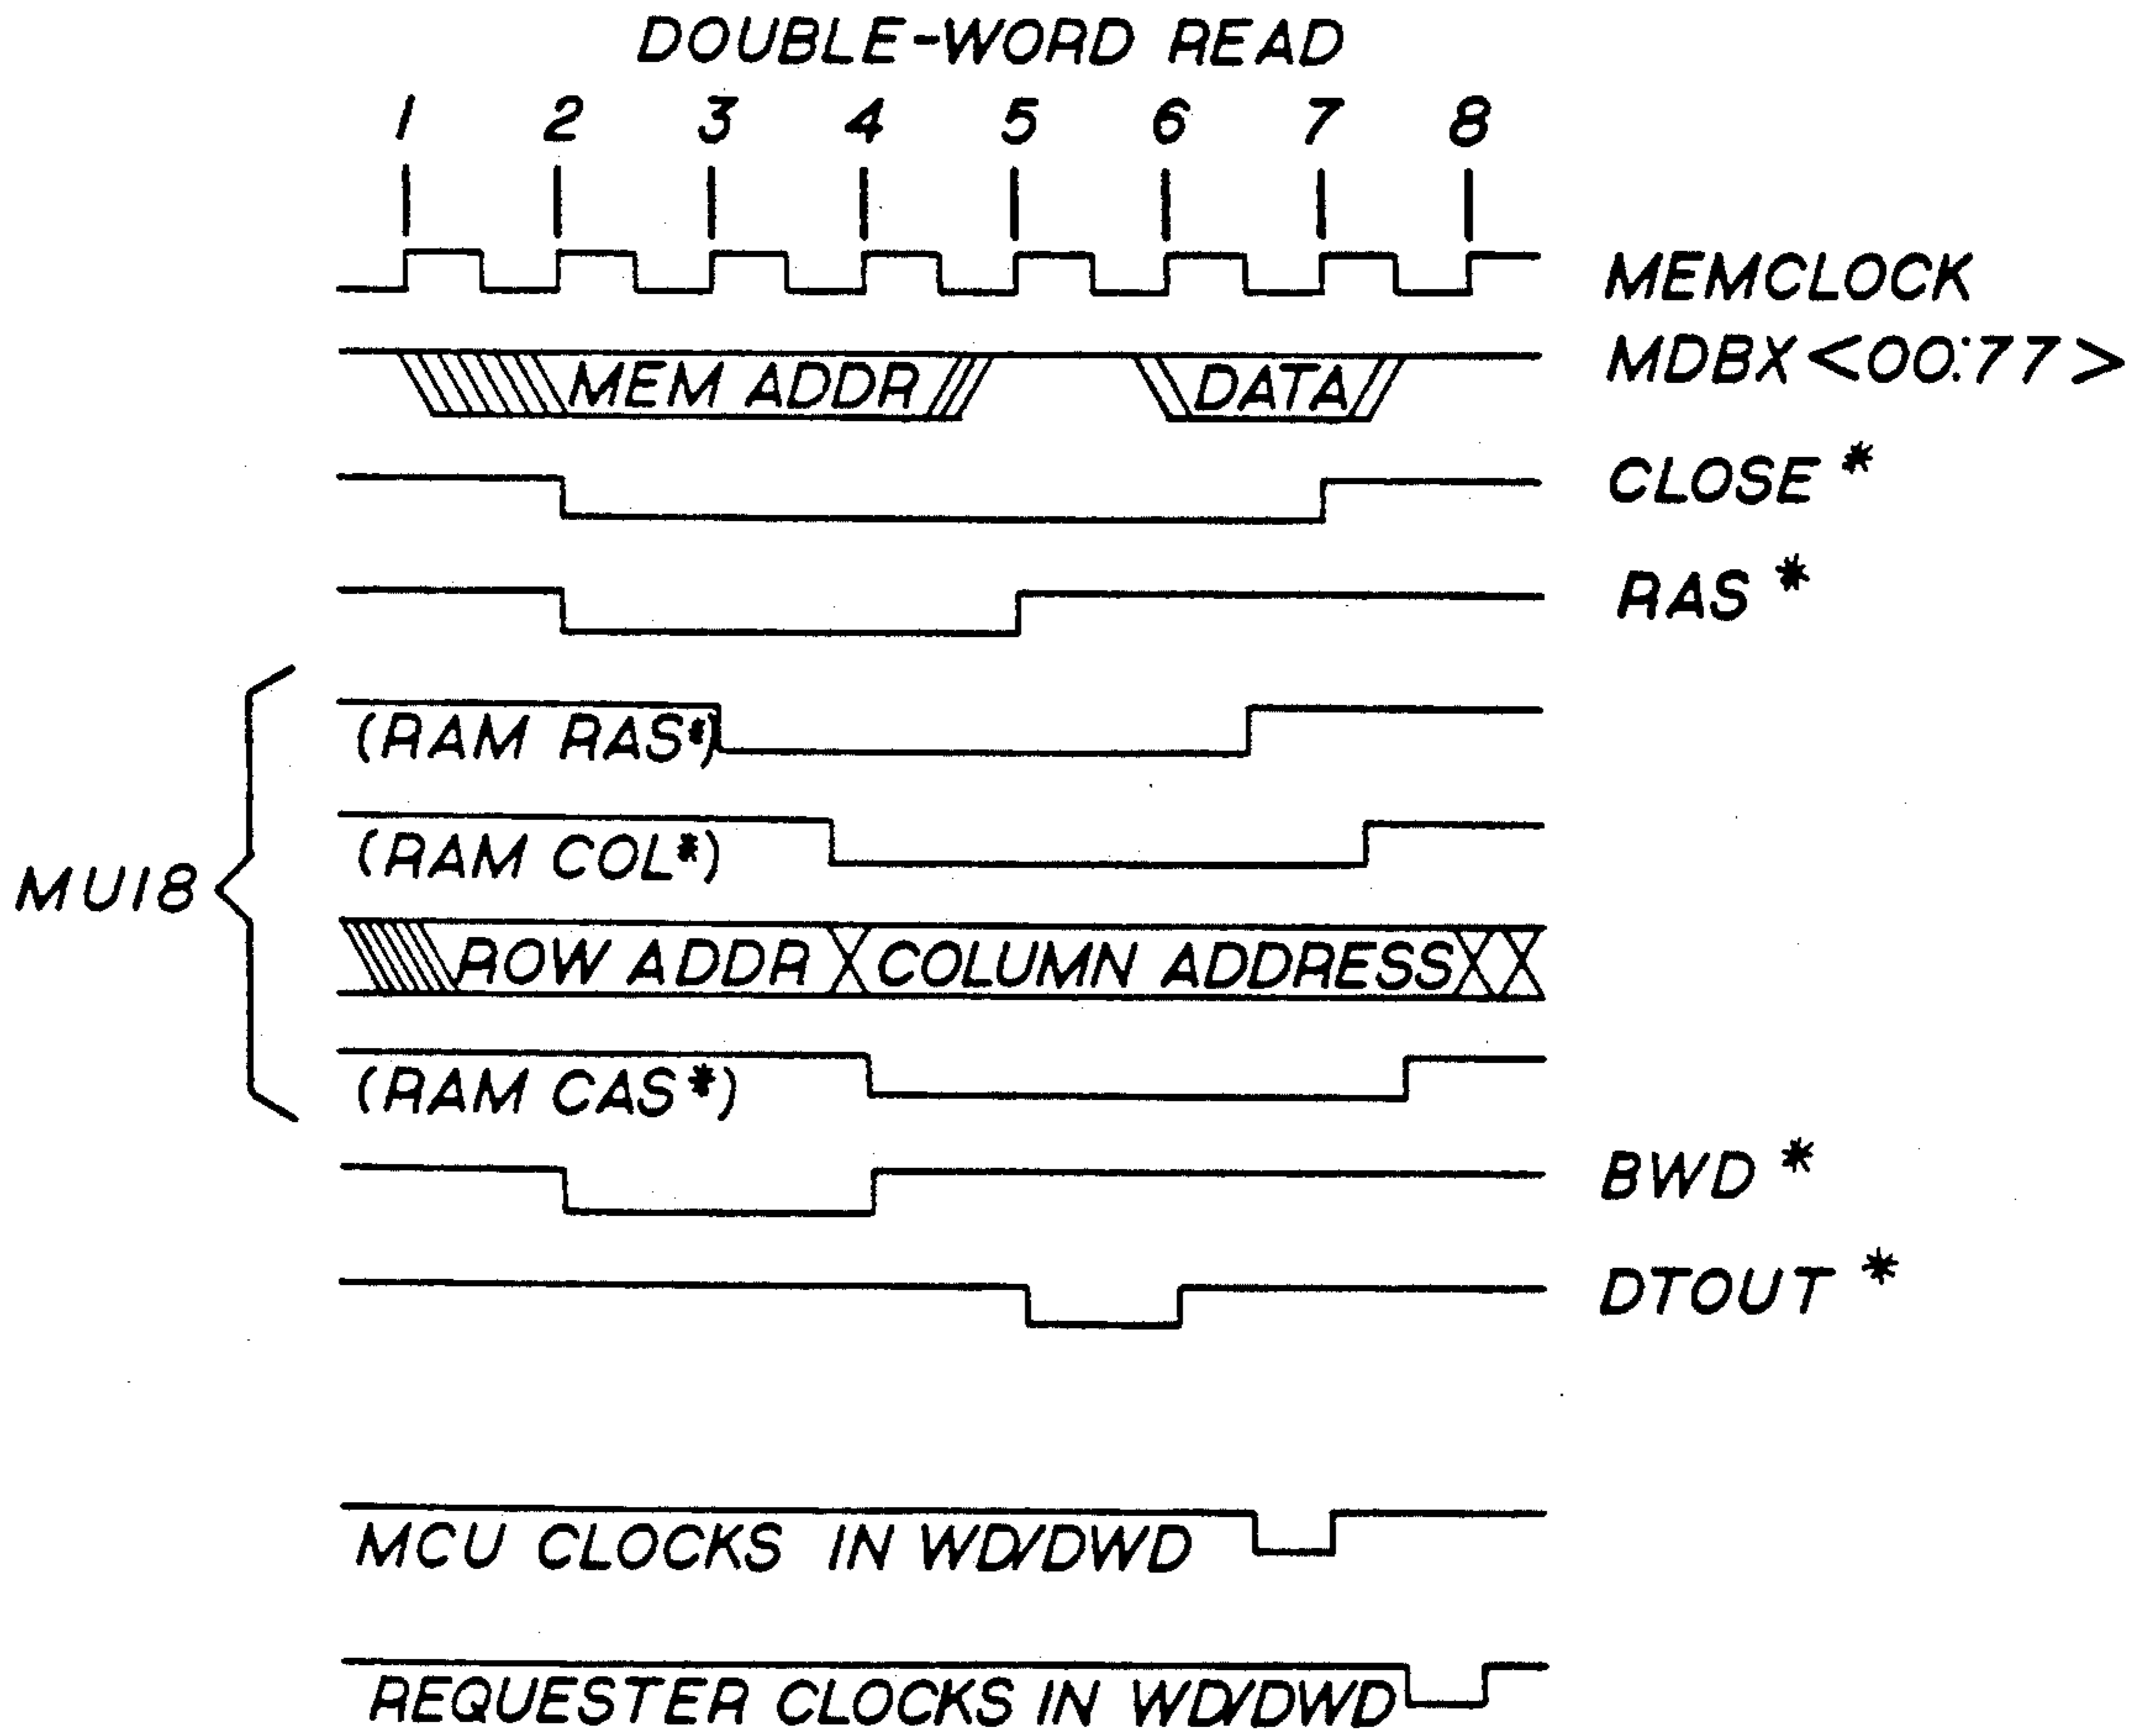 DOUBLE-WORD READ
1 2 3 4 5 6 7 8
MEMCLOCK
MDBX<00:77>
MEM ADDR DATA
CLOSE*
RAS*
(RAM RAS*)
(RAM COL*)
MU18
ROW ADDR COLUMN ADDRESS
(RAM CAS*)
BWD*
DTOUT*
MCU CLOCKS IN WD/DWD
REQUESTER CLOCKS IN WD/DWD